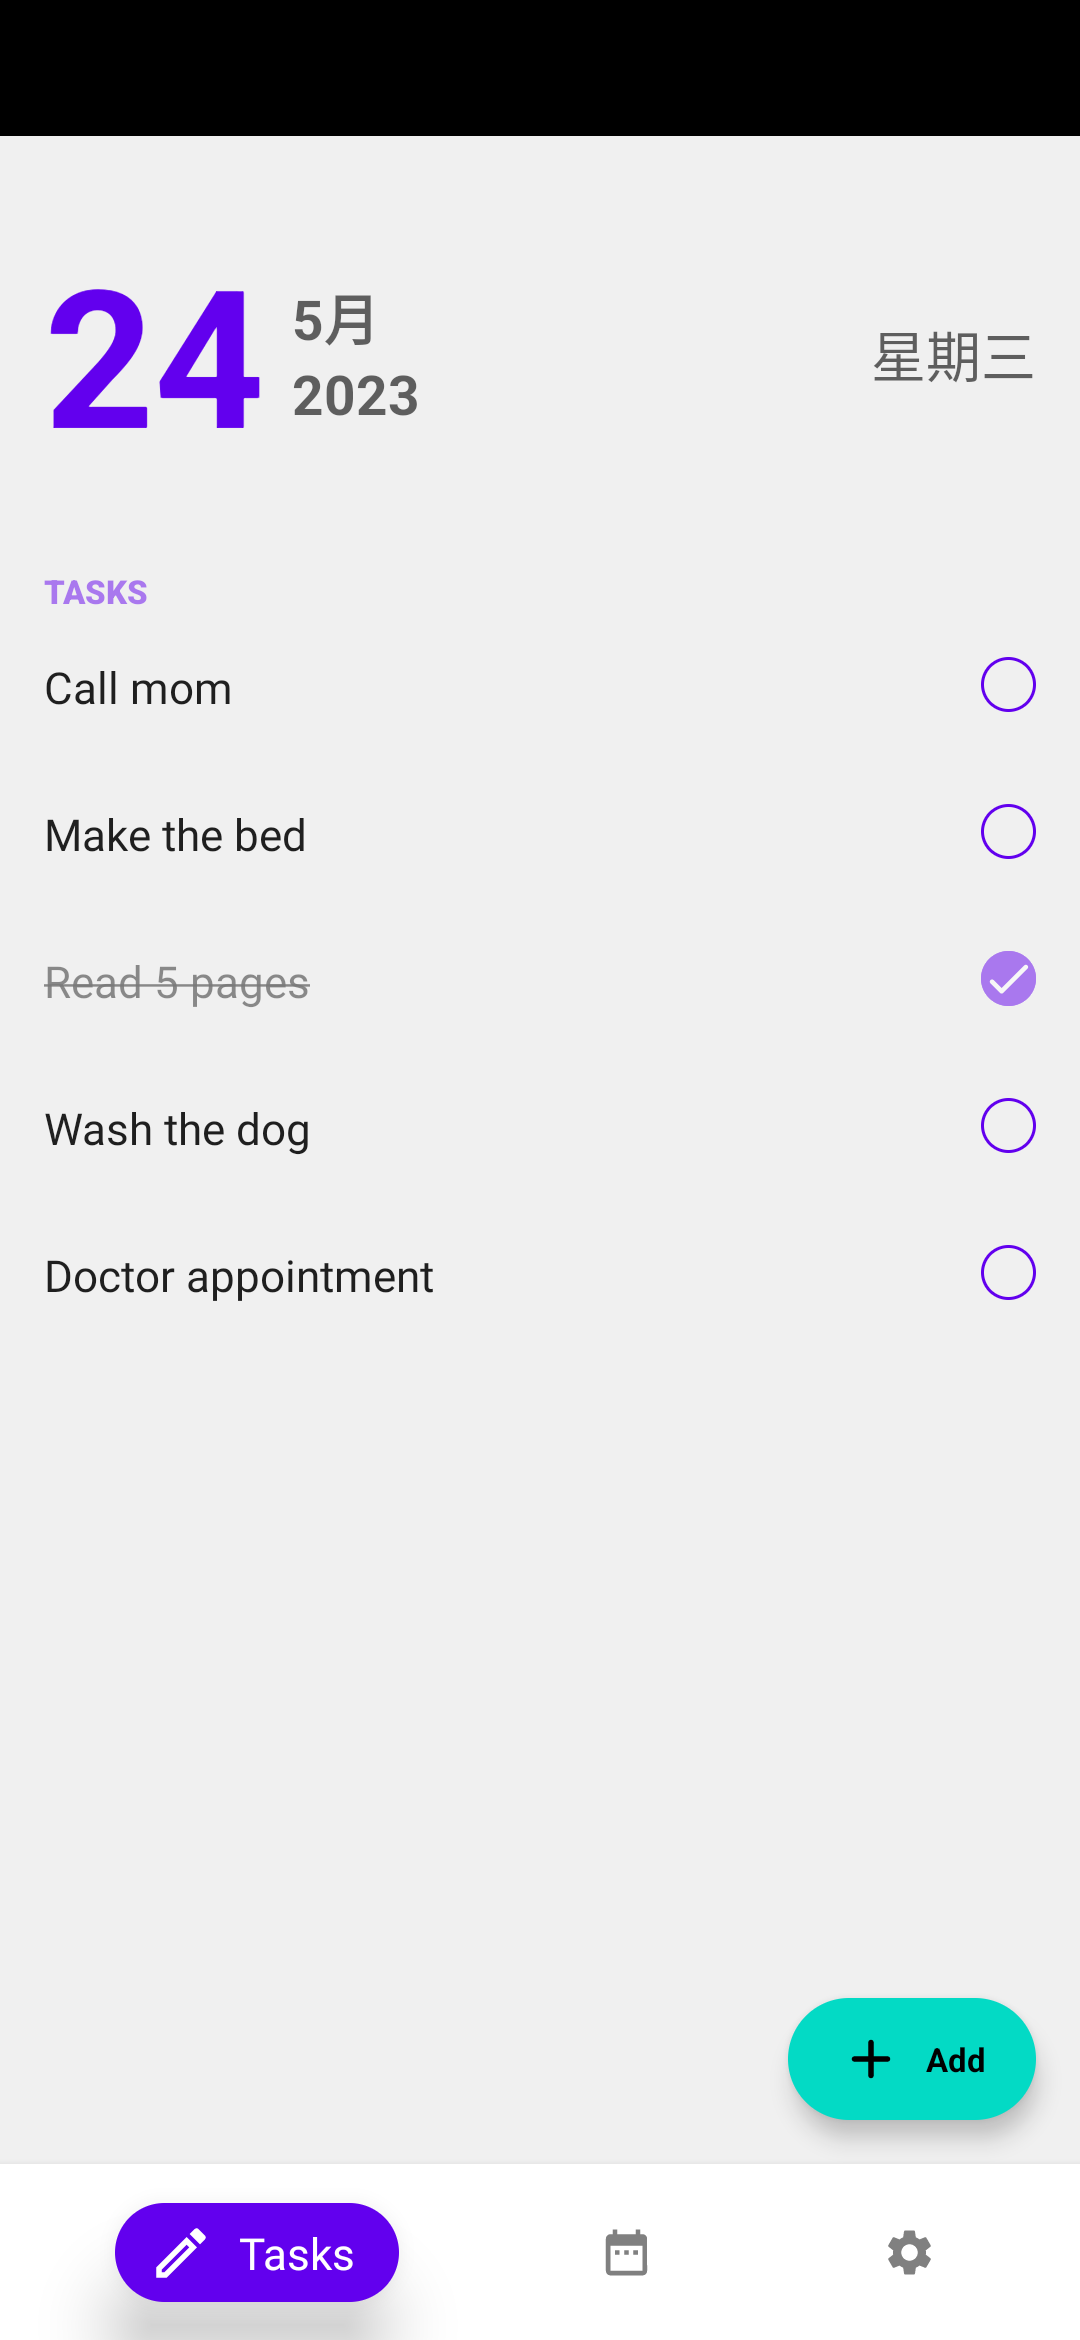 24
5月
2023
星期三
TASKS
Call mom
Make the bed
Read 5 pages
Wash the dog
Doctor appointment
Add
Tasks